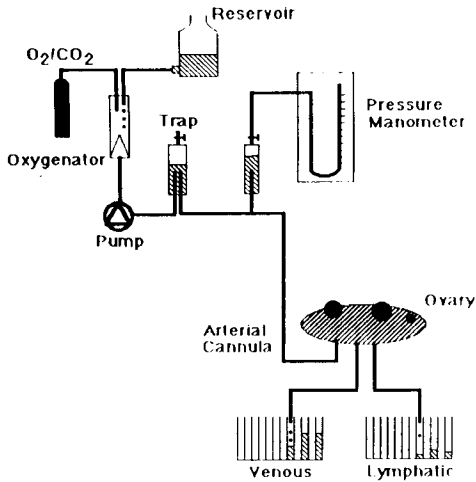 Reservoir
O2/CO2
Pressure
Manometer
Trap
Oxygenator
Pump
Ovary
Arterial
Cannula
Venous
Lymphatic